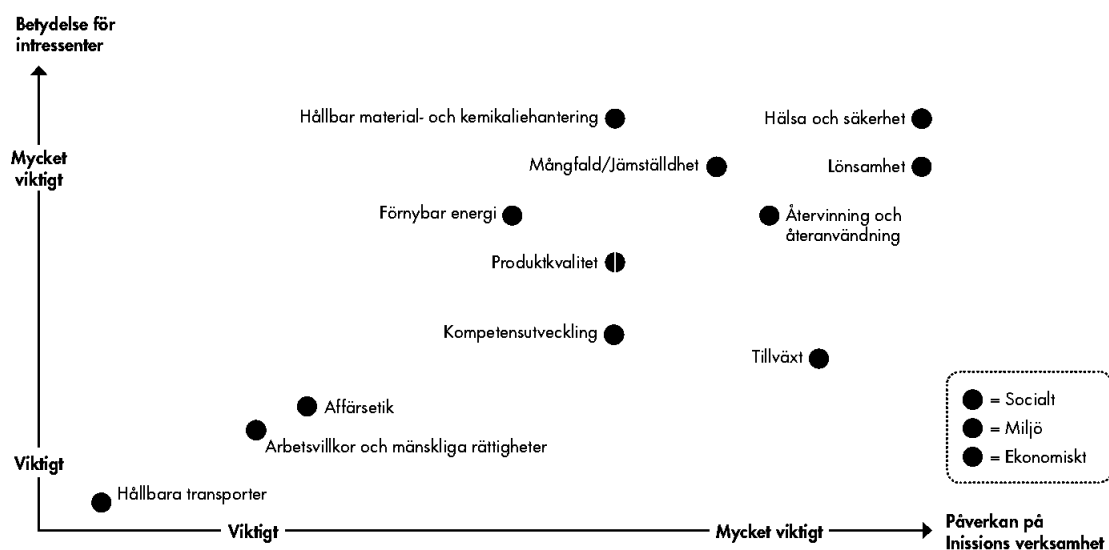 Betydelse för
intressenter
Hållbar material- och kemikaliehantering
Hälsa och säkerhet
Mycket
viktigt
Mångfald/Jämställdhet
Lönsamhet
Förnybar energi
Återvinning och
återanvändning
Produktkvalitet
Kompetensutveckling
Tillväxt
Affärsetik
Arbetsvillkor och mänskliga rättigheter
= Socialt
= Miljö
= Ekonomiskt
Viktigt
Hållbara transporter
Viktigt
Mycket viktigt
Påverkan på
Inissions verksamhet